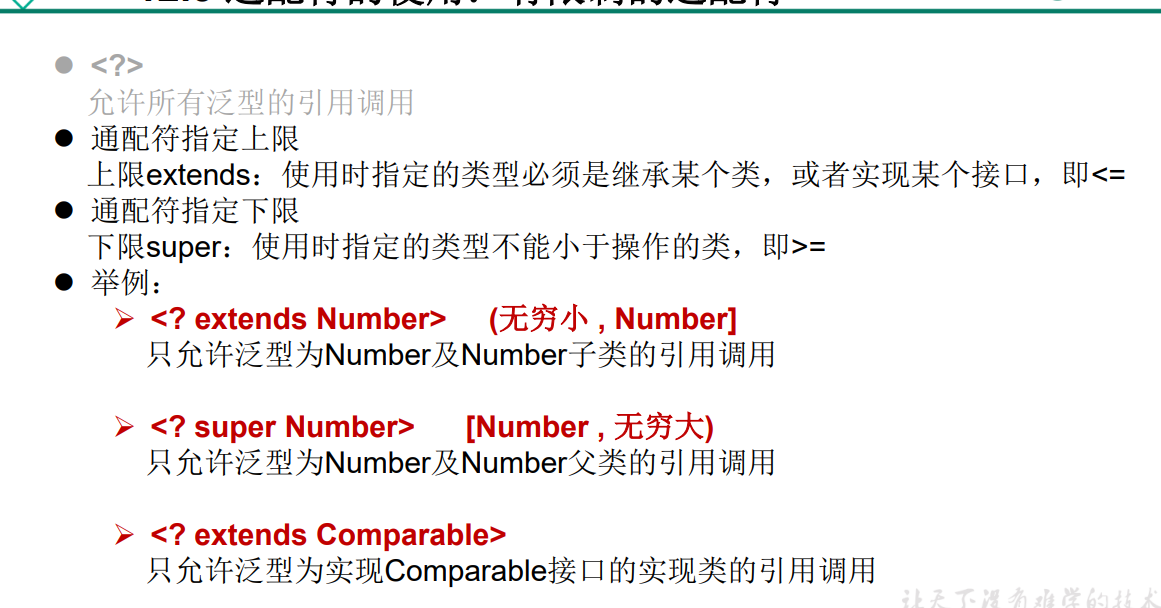 <?>
允许所有泛型的引用调用
通配符指定上限
上限extends：使用时指定的类型必须是继承某个类，或者实现某个接口，即<=
通配符指定下限
下限super：使用时指定的类型不能小于操作的类，即>=
举例：
<? extends Number> (无穷小 , Number]
只允许泛型为Number及Number子类的引用调用
<? super Number> [Number , 无穷大)
只允许泛型为Number及Number父类的引用调用
<? extends Comparable>
只允许泛型为实现Comparable接口的实现类的引用调用
让天下没有难学的技术